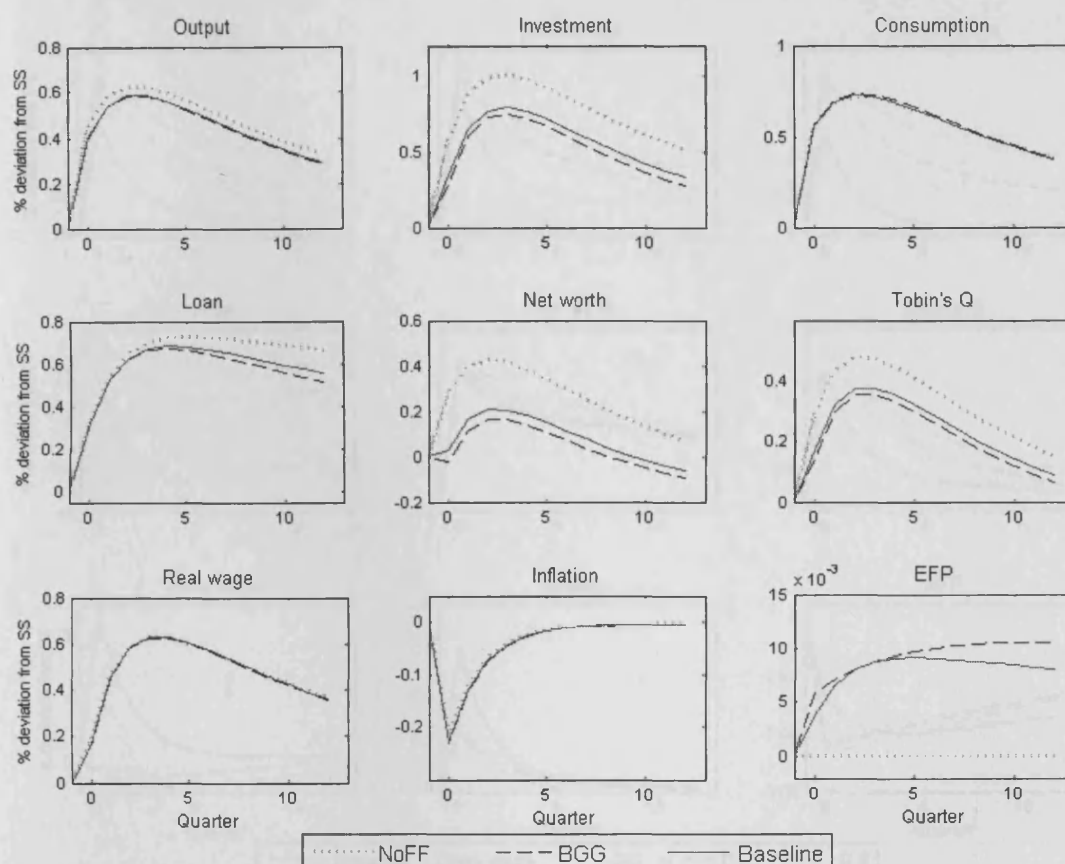 Output
% deviation from SS
0.8
0.6
0.4
0.2
0
0 5 10
Investment
1
0.5
0
0 5 10
Consumption
1
0.5
0
0 5 10
Loan
% deviation from SS
0.8
0.6
0.4
0.2
0
0 5 10
Net worth
0.6
0.4
0.2
0
-0.2
0 5 10
Tobin's Q
0.4
0.2
0
0 5 10
Real wage
% deviation from SS
0.8
0.6
0.4
0.2
0
0 5 10
Quarter
Inflation
0
-0.1
-0.2
0 5 10
Quarter
EFP
x 10-3
15
10
5
0
0 5 10
Quarter
NoFF BGG Baseline